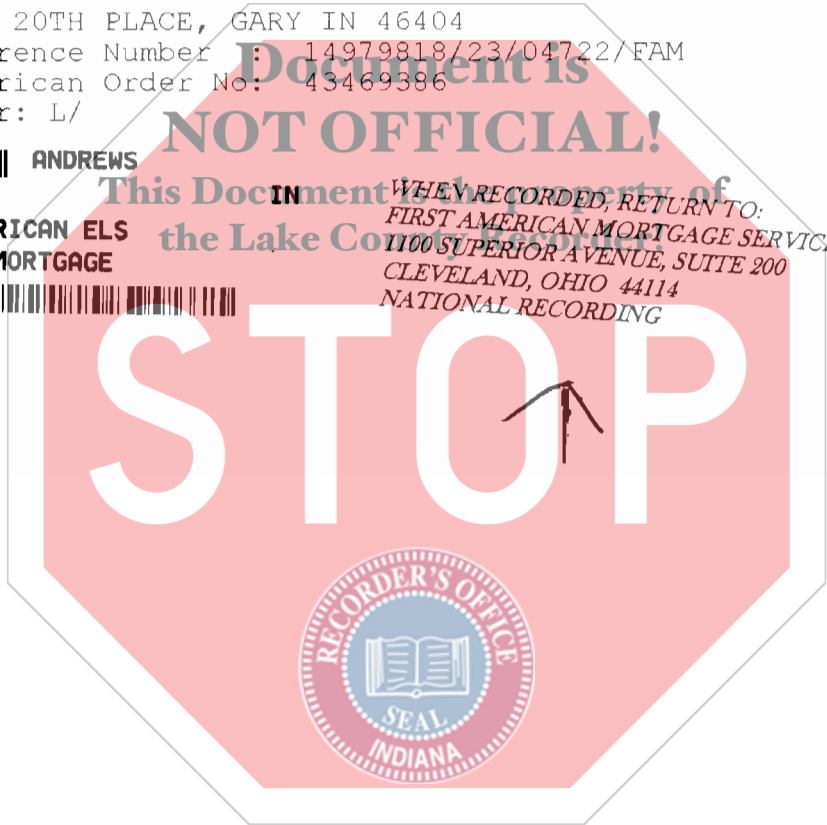 20TH PLACE, GARY IN 46404
rence Number : 14979818/23/04722/FAM
rican Order No: 43469386
r: L/
Document is
NOT OFFICIAL!
This Document is the property of
the Lake County Recorder!
ANDREWS
IN
RICAN ELS
MORTGAGE
WHEN RECORDED, RETURN TO:
FIRST AMERICAN MORTGAGE SERVIC
1100 SUPERIOR AVENUE, SUITE 200
CLEVELAND, OHIO 44114
NATIONAL RECORDING
STOP
RECORDER'S OFFICE
SEAL
INDIANA